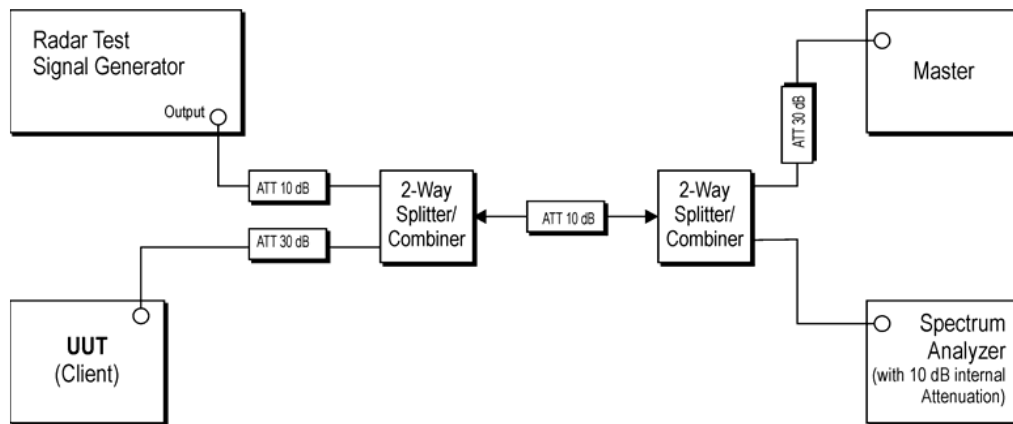 Radar Test
Signal Generator
Output
ATT 10 dB
ATT 30 dB
UUT
(Client)
2-Way
Splitter/
Combiner
ATT 10 dB
2-Way
Splitter/
Combiner
ATT 30 dB
Master
Spectrum
Analyzer
(with 10 dB internal
Attenuation)